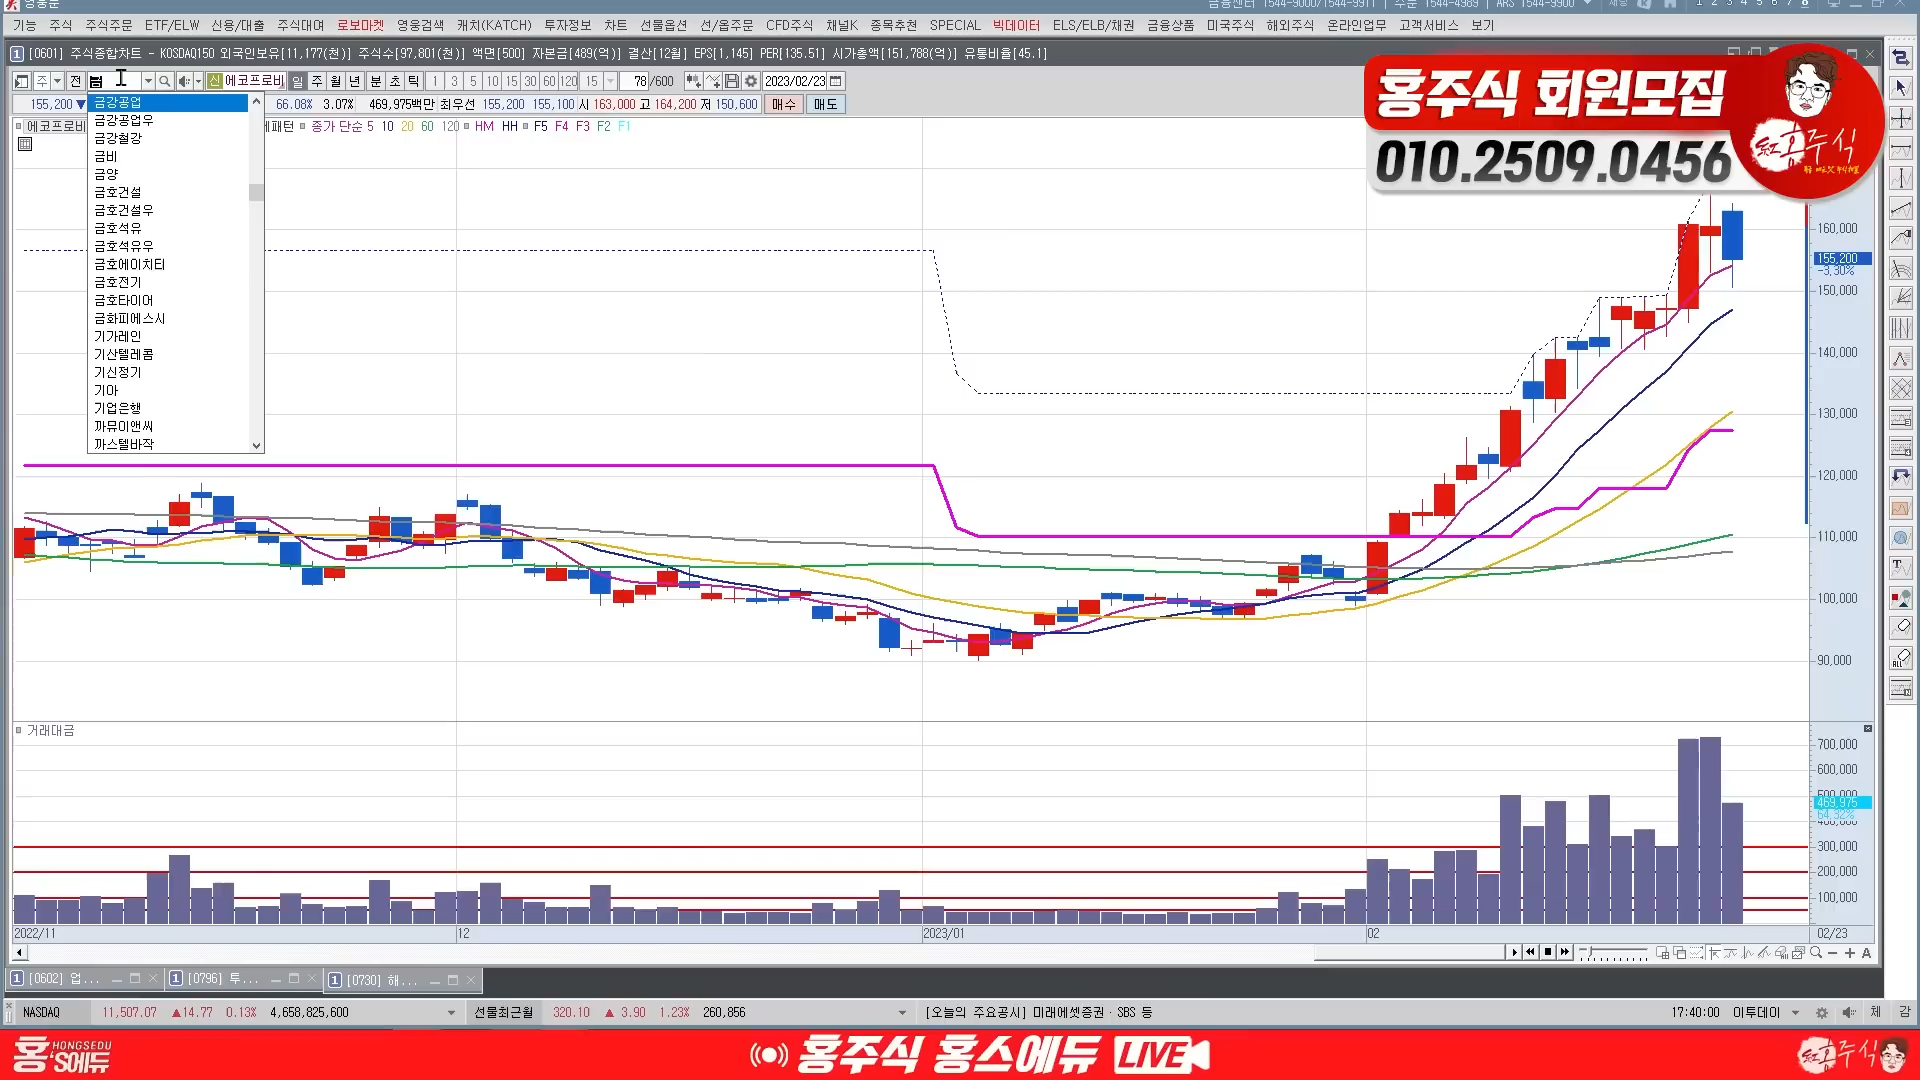 영웅문
금융센터 1544-9000/1544-9911 | 주문 1544-4989 | ARS 1544-9900
기능 주식 주식주문 ETF/ELW 신용/대출 주식대여 로보마켓 영웅검색 캐치(KATCH) 투자정보 차트 선물옵션 선/옵주문 CFD주식 채널K 종목추천 SPECIAL 빅데이터 ELS/ELB/채권 금융상품 미국주식 해외주식 온라인업무 고객서비스 보기
1 [0601] 주식종합차트 - KOSDAQ150 외국인보유[11,177(천)] 주식수[97,801(천)] 액면[500] 자본금[489(억)] 결산[12월] EPS[1,145] PER[135.51] 시가총액[151,788(억)] 유통비율[45.1]
주 전 금 신 에코프로비 일 주 월 년 분 초 틱 1 3 5 10 15 30 60 120 15 78 /600 2023/02/23
155,200 ▼ 66.08% 3.07% 469,975백만 최우선 155,200 155,100 시 163,000 고 164,200 저 150,600 매수 매도
에코프로비 패턴 종가 단순 5 10 20 60 120 HM HH F5 F4 F3 F2 F1
금강공업
금강공업우
금강철강
금비
금양
금호건설
금호건설우
금호석유
금호석유우
금호에이치티
금호전기
금호타이어
금화피에스시
기가레인
기산텔레콤
기신정기
기아
기업은행
까뮤이앤씨
까스텔바작
홍주식 회원모집
010.2509.0456
홍주식
160,000
155,200
-3.30%
150,000
140,000
130,000
120,000
110,000
100,000
90,000
거래대금
700,000
600,000
500,000
469,975
64.32%
400,000
300,000
200,000
100,000
2022/11 12 2023/01 02 02/23
1 [0602] 업... 1 [0796] 투... 1 [0730] 해...
NASDAQ 11,507.07 ▲14.77 0.13% 4,658,825,600 선물최근월 320.10 ▲ 3.90 1.23% 260,856 [오늘의 주요공시] 미래에셋증권 · SBS 등 17:40:00 이투데이 체 감
홍'S에듀 HONGSEDU
홍주식 홍스에듀 LIVE
홍주식